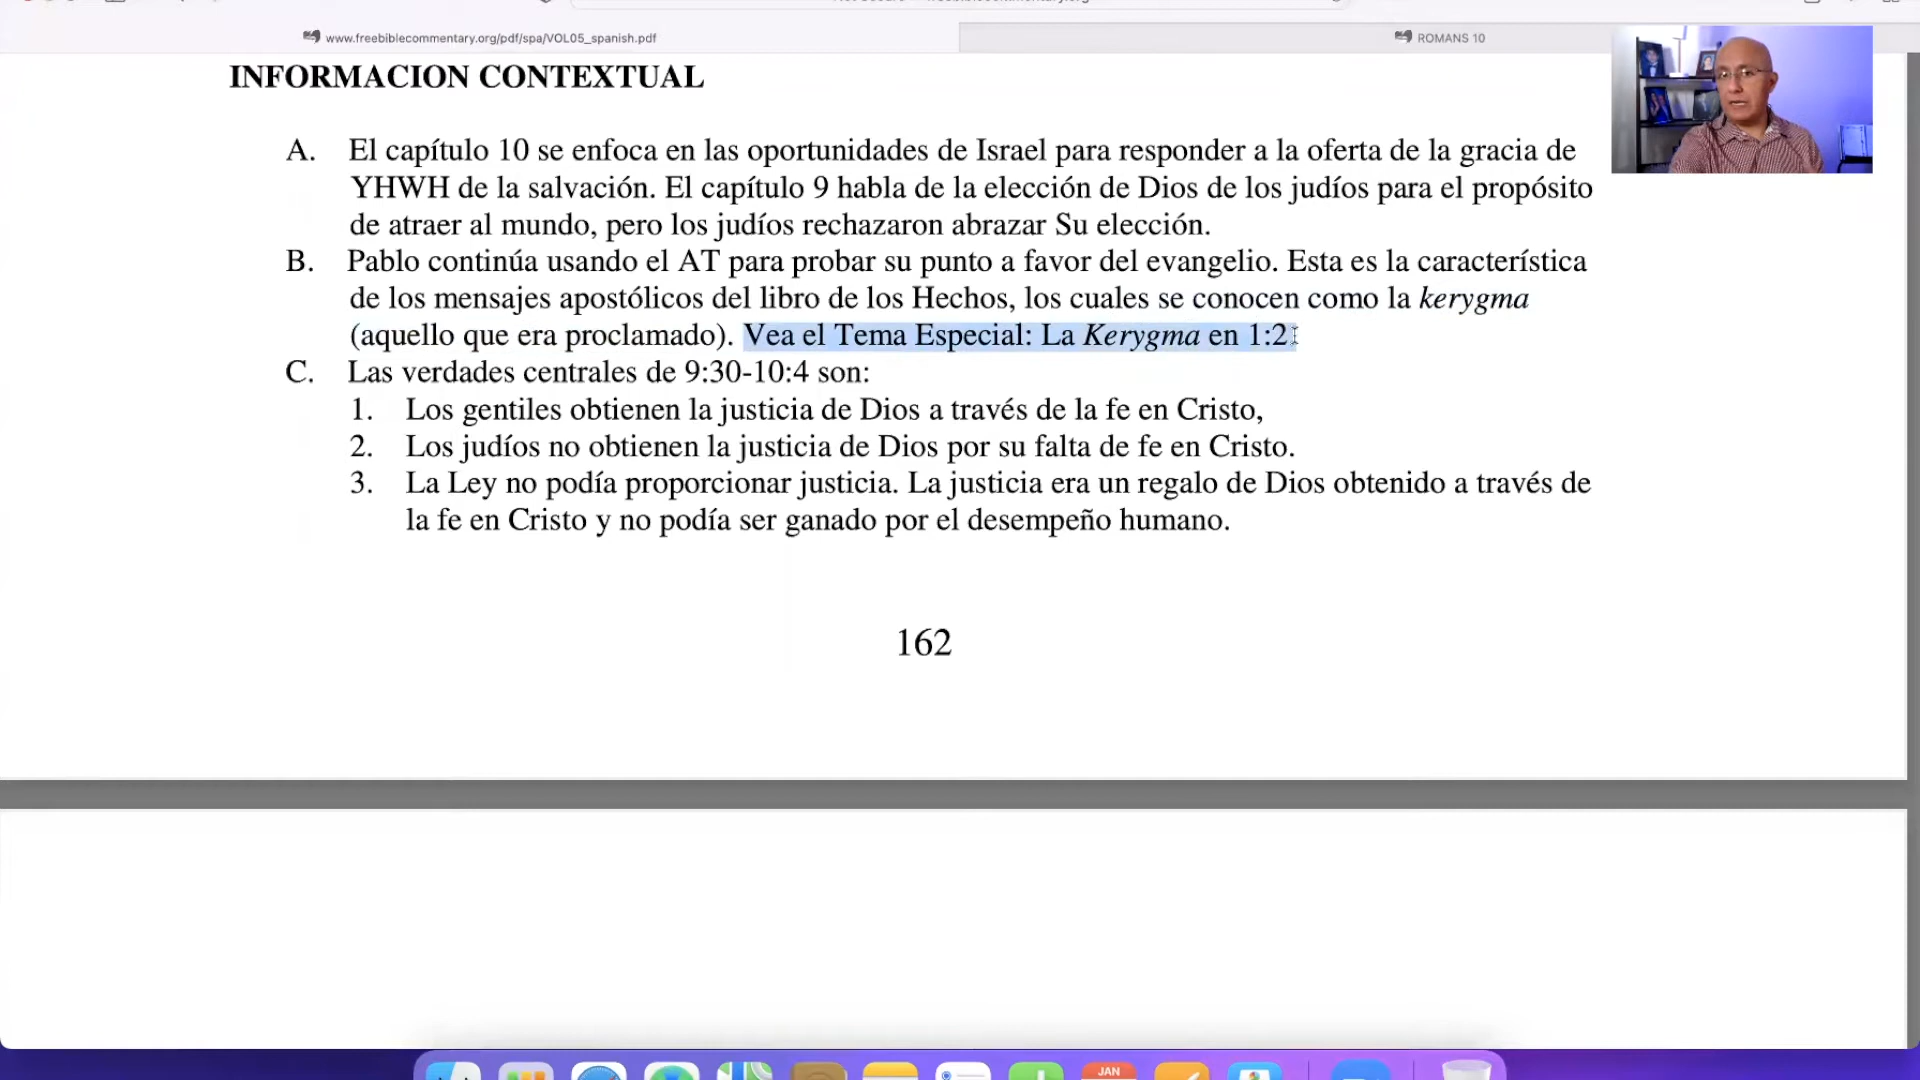 www.freebiblecommentary.org/pdf/spa/VOL05_spanish.pdf
ROMANS 10
INFORMACION CONTEXTUAL
A. El capítulo 10 se enfoca en las oportunidades de Israel para responder a la oferta de la gracia de
YHWH de la salvación. El capítulo 9 habla de la elección de Dios de los judíos para el propósito
de atraer al mundo, pero los judíos rechazaron abrazar Su elección.
B. Pablo continúa usando el AT para probar su punto a favor del evangelio. Esta es la característica
de los mensajes apostólicos del libro de los Hechos, los cuales se conocen como la kerygma
(aquello que era proclamado). Vea el Tema Especial: La Kerygma en 1:2
C. Las verdades centrales de 9:30-10:4 son:
1. Los gentiles obtienen la justicia de Dios a través de la fe en Cristo,
2. Los judíos no obtienen la justicia de Dios por su falta de fe en Cristo.
3. La Ley no podía proporcionar justicia. La justicia era un regalo de Dios obtenido a través de
la fe en Cristo y no podía ser ganado por el desempeño humano.
162
JAN